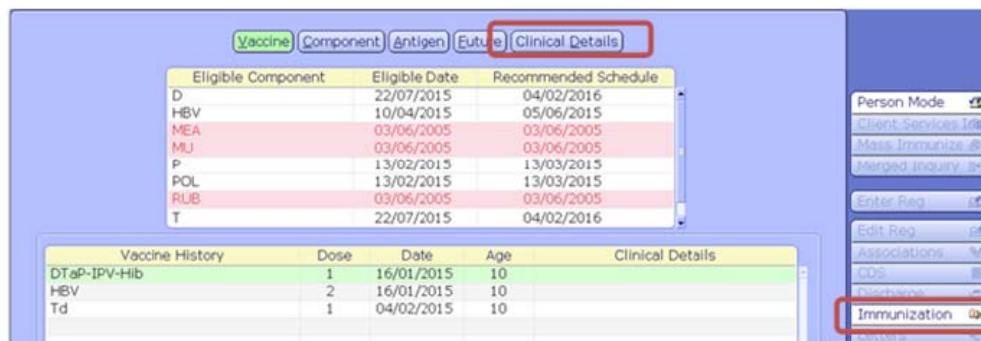 Vaccine Component Antigen Future Clinical Details
Eligible Component Eligible Date Recommended Schedule
D 22/07/2015 04/02/2016
HBV 10/04/2015 05/06/2015
MEA 03/06/2005 03/06/2005
MU 03/06/2005 03/06/2005
P 13/02/2015 13/03/2015
POL 13/02/2015 13/03/2015
RUB 03/06/2005 03/06/2005
T 22/07/2015 04/02/2016
Vaccine History Dose Date Age Clinical Details
DTaP-IPV-Hib 1 16/01/2015 10
HBV 2 16/01/2015 10
Td 1 04/02/2015 10
Person Mode
Client Services
Mass Immunize
Merged Inquiry
Enter Reg
Edit Reg
Associations
CDS
Discharge
Immunization
Letters